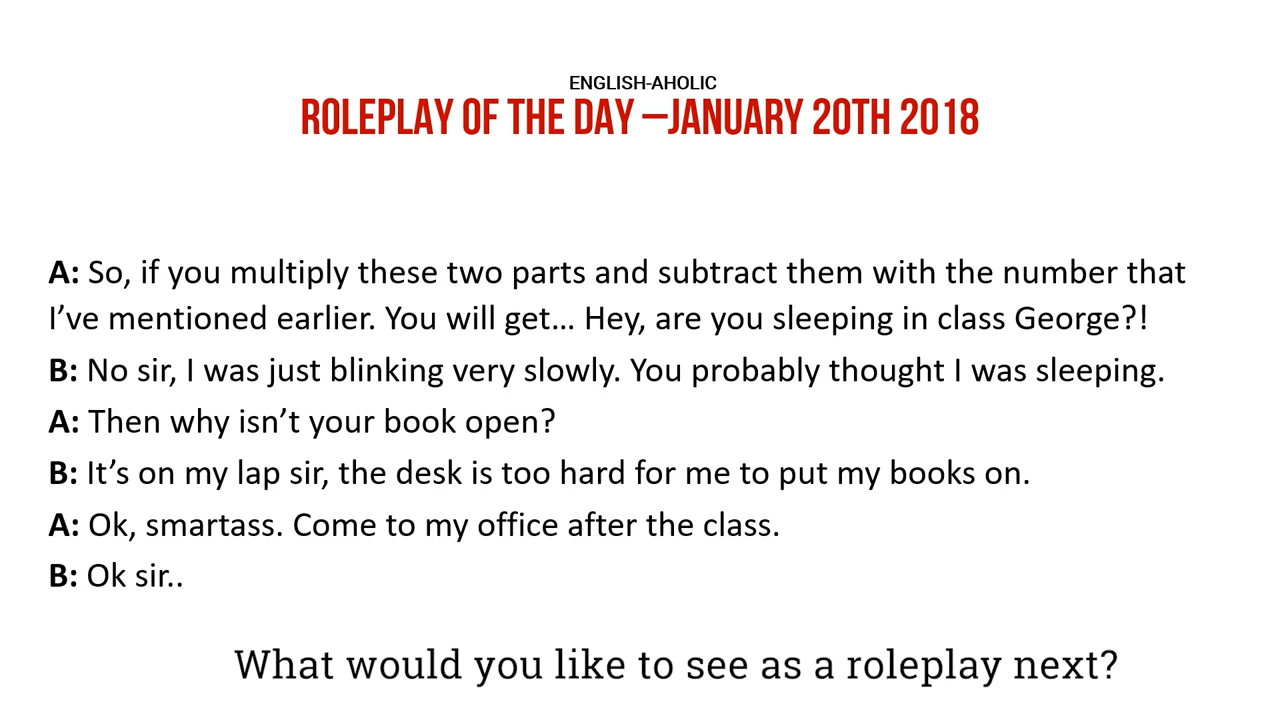 ENGLISH-AHOLIC
ROLEPLAY OF THE DAY –JANUARY 20TH 2018
A: So, if you multiply these two parts and subtract them with the number that
I’ve mentioned earlier. You will get... Hey, are you sleeping in class George?!
B: No sir, I was just blinking very slowly. You probably thought I was sleeping.
A: Then why isn’t your book open?
B: It’s on my lap sir, the desk is too hard for me to put my books on.
A: Ok, smartass. Come to my office after the class.
B: Ok sir..
What would you like to see as a roleplay next?